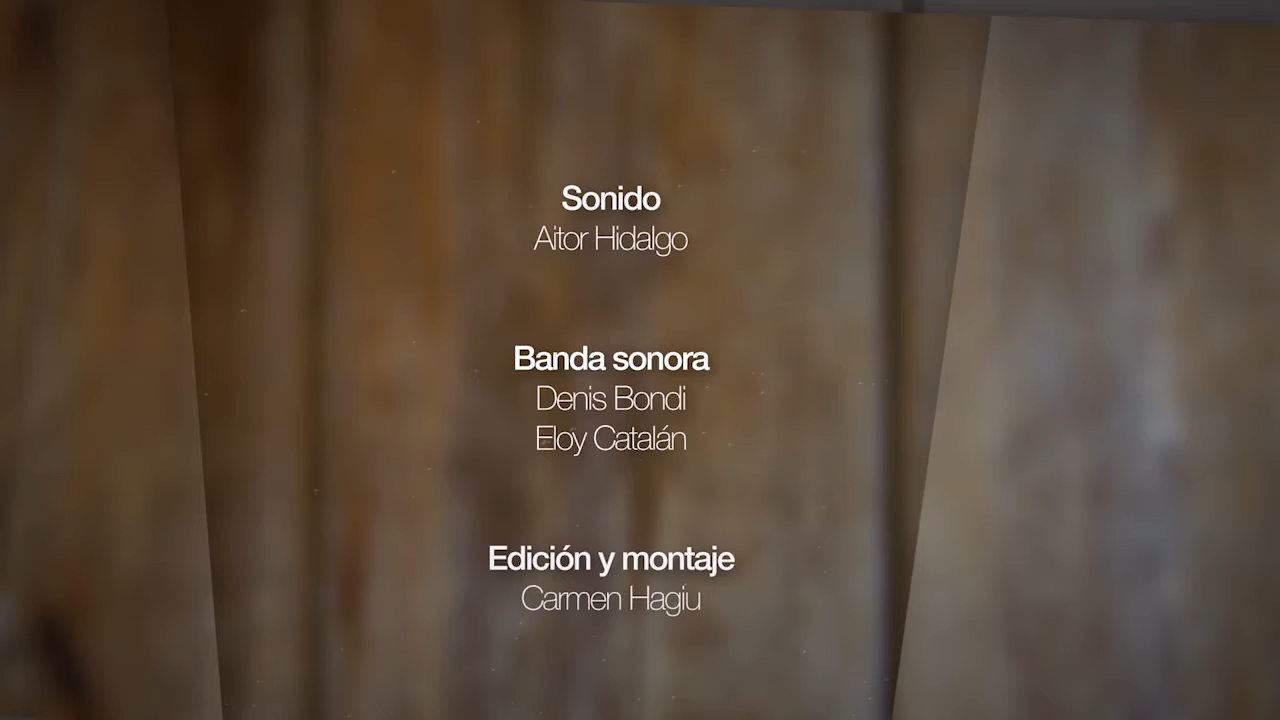 Sonido
Aitor Hidalgo
Banda sonora
Denis Bondi
Eloy Catalán
Edición y montaje
Carmen Hagiu